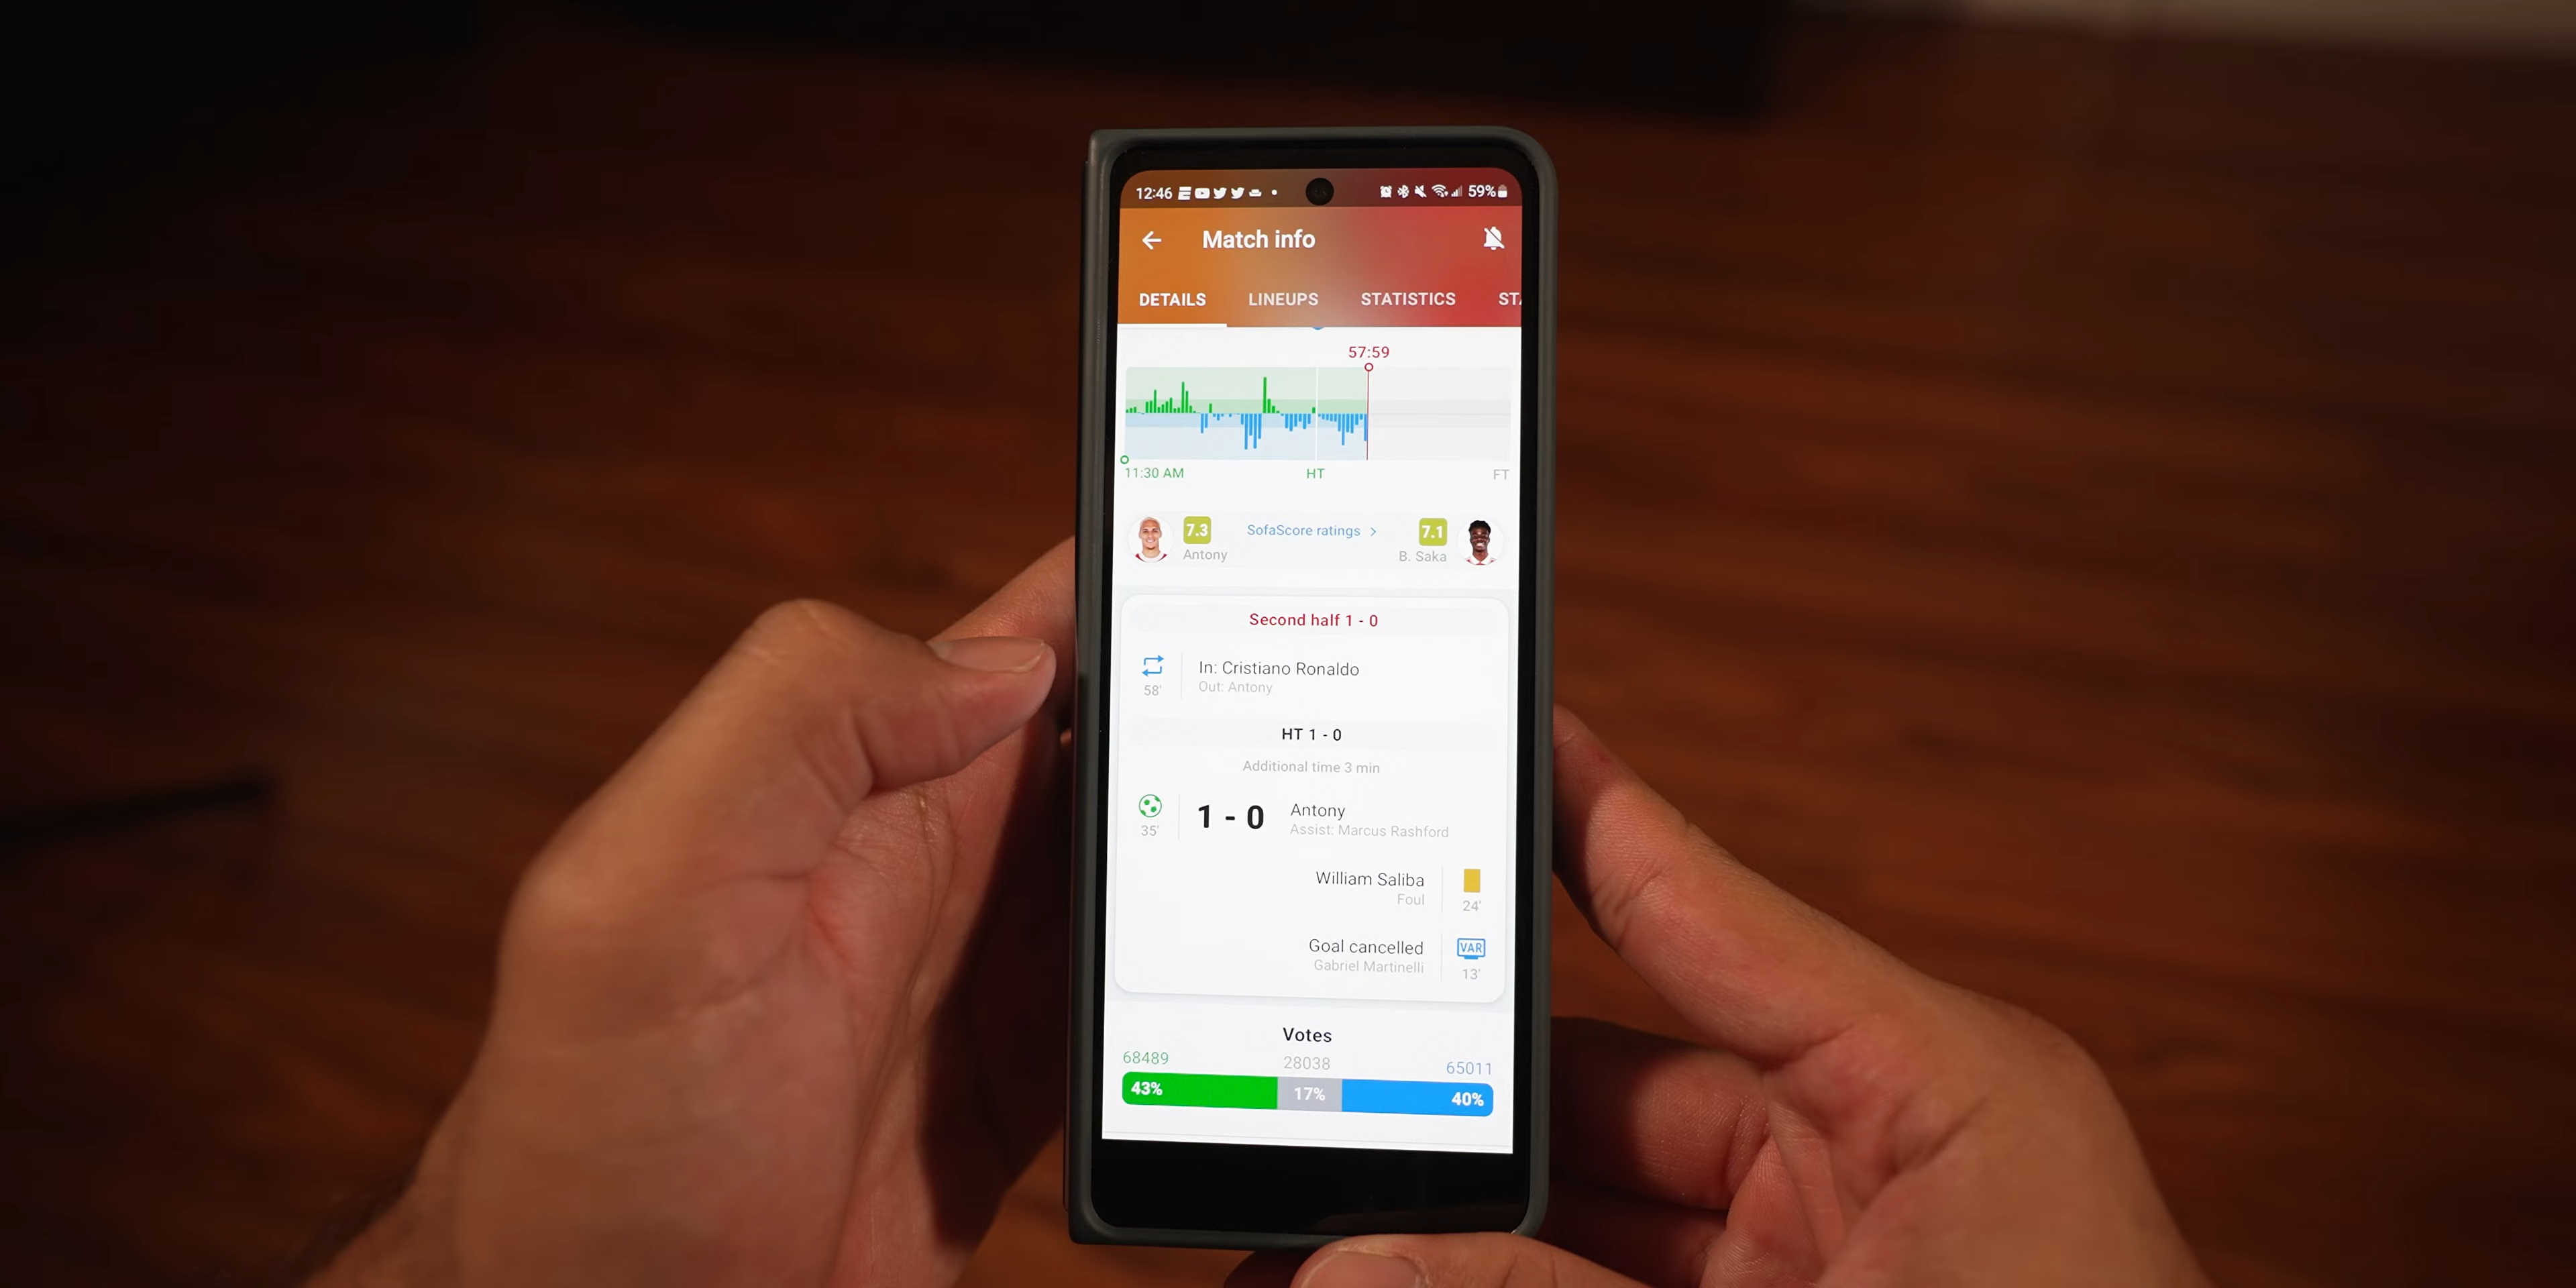 12:46 59%
Match info
DETAILS LINEUPS STATISTICS STA
57:59
11:30 AM HT FT
7.3 SofaScore ratings > 7.1
Antony B. Saka
Second half 1 - 0
In: Cristiano Ronaldo
58' Out: Antony
HT 1 - 0
Additional time 3 min
1 - 0 Antony
35' Assist: Marcus Rashford
William Saliba
Foul 24'
Goal cancelled VAR
Gabriel Martinelli 13'
Votes
68489 28038 65011
43% 17% 40%